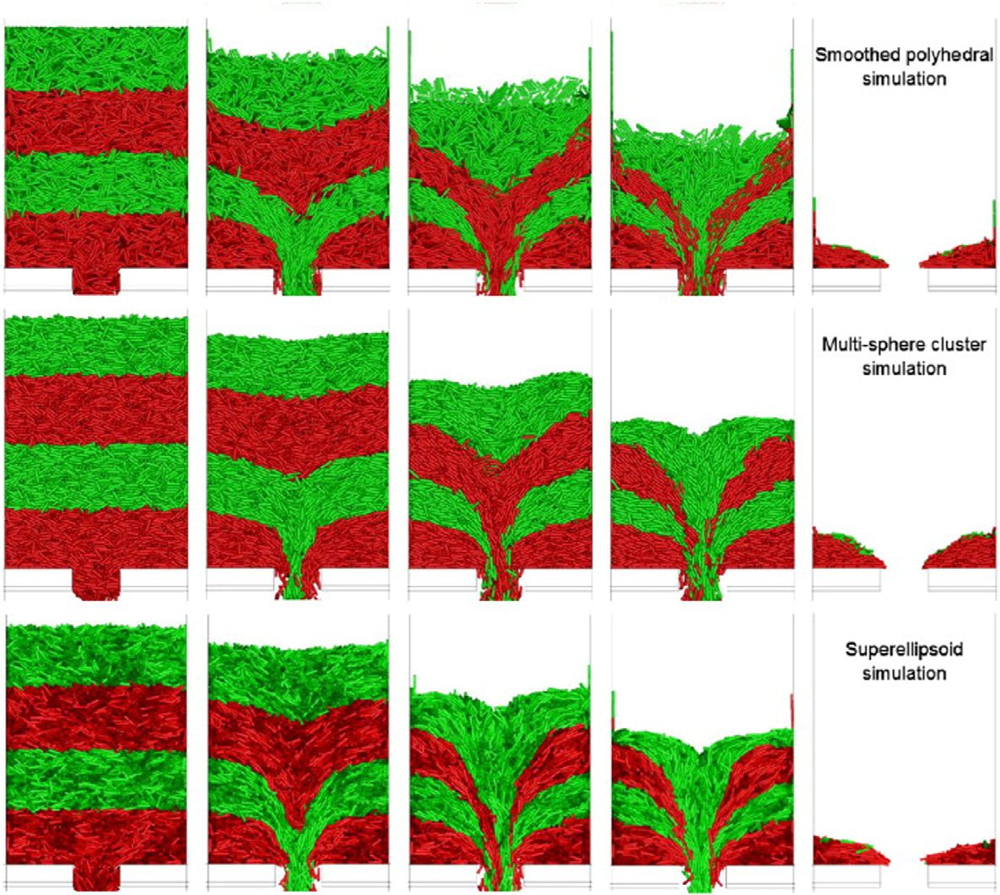 Smoothed polyhedral
simulation
Multi-sphere cluster
simulation
Superellipsoid
simulation